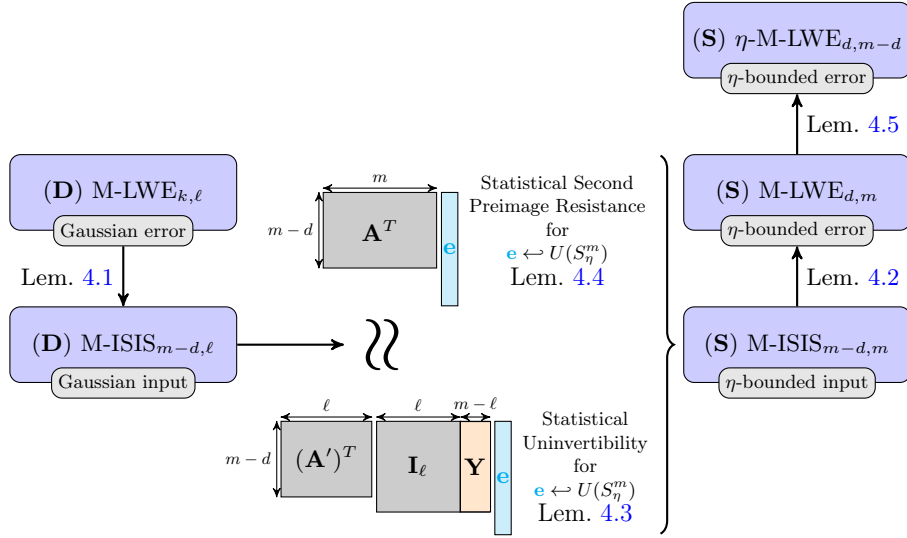 (S) η-M-LWE_{d,m−d}
η-bounded error
Lem. 4.5
(D) M-LWE_{k,ℓ}
Gaussian error
Lem. 4.1
(D) M-ISIS_{m−d,ℓ}
Gaussian input
m
m − d
A^T
e
Statistical Second
Preimage Resistance
for
e ↩ U(S_η^m)
Lem. 4.4
≈
ℓ
ℓ
m − ℓ
m − d
(A′)^T
I_ℓ
Y
e
Statistical
Uninvertibility
for
e ↩ U(S_η^m)
Lem. 4.3
(S) M-LWE_{d,m}
η-bounded error
Lem. 4.2
(S) M-ISIS_{m−d,m}
η-bounded input